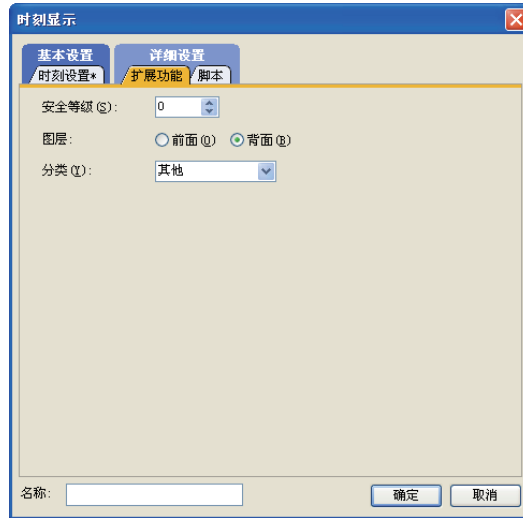 时刻显示
基本设置 详细设置
时刻设置* 扩展功能 脚本
安全等级(S): 0
图层: 前面(O) 背面(B)
分类(Y): 其他
名称: 确定 取消